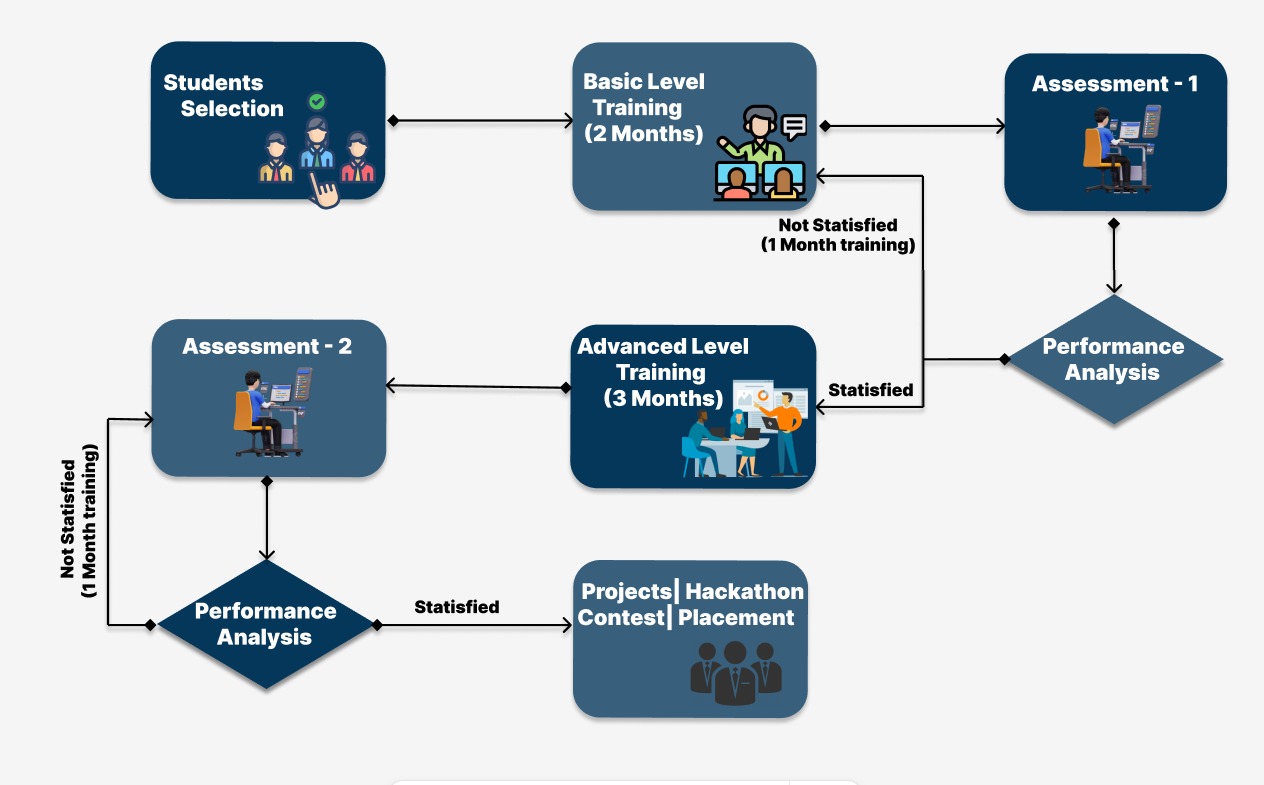 Students
Selection
Basic Level
Training
(2 Months)
Assessment - 1
Not Statisfied
(1 Month training)
Performance
Analysis
Statisfied
Advanced Level
Training
(3 Months)
Assessment - 2
Not Statisfied
(1 Month training)
Performance
Analysis
Statisfied
Projects| Hackathon
Contest| Placement